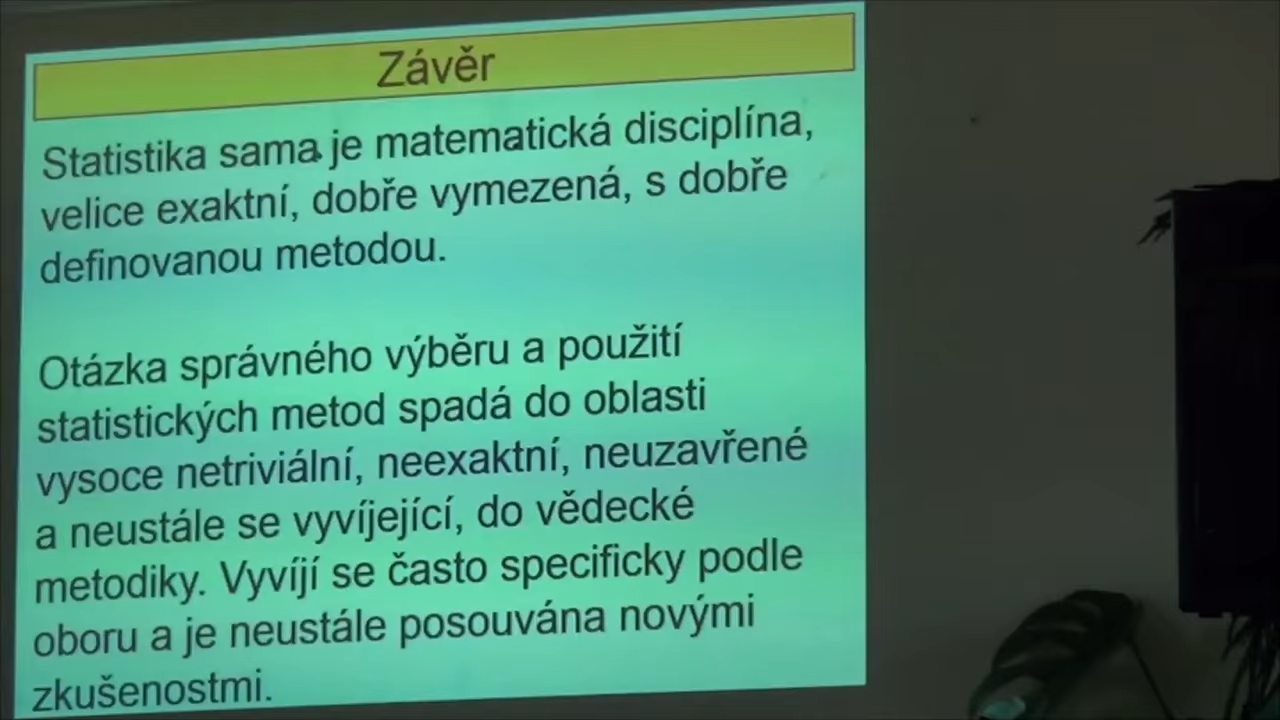 Závěr
Statistika sama je matematická disciplína,
velice exaktní, dobře vymezená, s dobře
definovanou metodou.
Otázka správného výběru a použití
statistických metod spadá do oblasti
vysoce netriviální, neexaktní, neuzavřené
a neustále se vyvíjející, do vědecké
metodiky. Vyvíjí se často specificky podle
oboru a je neustále posouvána novými
zkušenostmi.